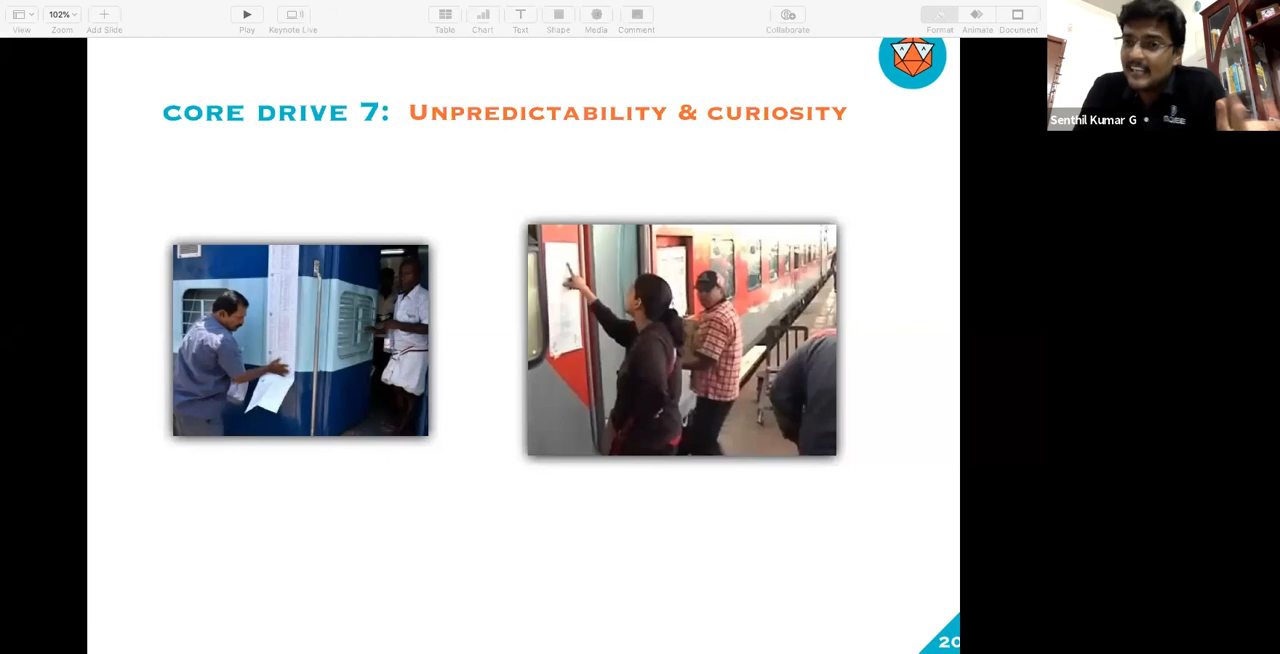 102%
View
Zoom
Add Slide
Play
Keynote Live
Table
Chart
Text
Shape
Media
Comment
Collaborate
Format
Animate
Document
Senthil Kumar G
CORE DRIVE 7: UNPREDICTABILITY & CURIOSITY
20